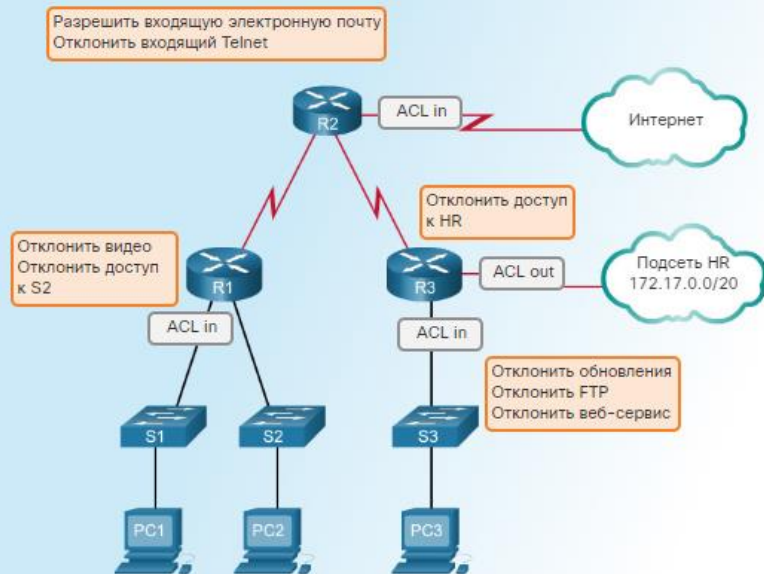 Разрешить входящую электронную почту
Отклонить входящий Telnet
ACL in
R2
Интернет
Отклонить доступ
к HR
Отклонить видео
Отклонить доступ
к S2
R1
R3
ACL out
Подсеть HR
172.17.0.0/20
ACL in
ACL in
Отклонить обновления
Отклонить FTP
Отклонить веб-сервис
S1
S2
S3
PC1
PC2
PC3